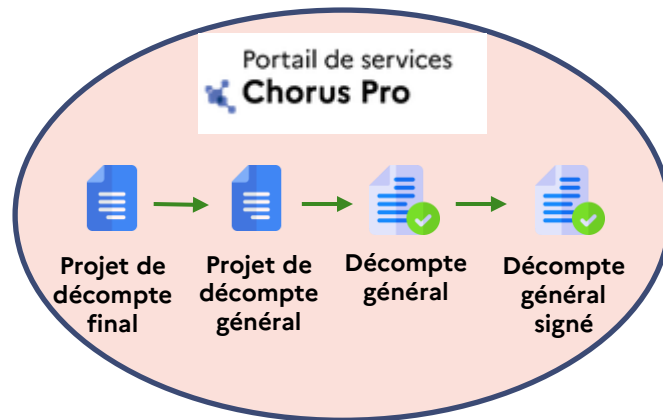 Portail de services
Chorus Pro
Projet de
décompte
final
Projet de
décompte
général
Décompte
général
Décompte
général
signé